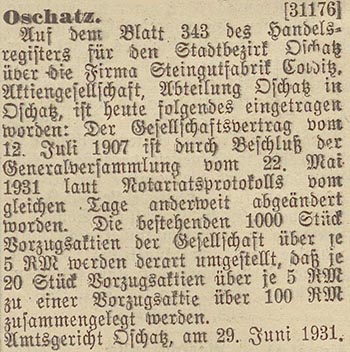 Oschatz. [31176]
Auf dem Blatt 343 des Handels-
registers für den Stadtbezirk Oschatz
über die Firma Steingutfabrik Colditz,
Aktiengesellschaft, Abteilung Oschatz in
Oschatz, ist heute folgendes eingetragen
worden: Der Gesellschaftsvertrag vom
12. Juli 1907 ist durch Beschluß der
Generalversammlung vom 22. Mai
1931 laut Notariatsprotokolls vom
gleichen Tage anderweit abgeändert
worden. Die bestehenden 1000 Stück
Vorzugsaktien der Gesellschaft über je
5 RM werden derart umgestellt, daß je
20 Stück Vorzugsaktien über je 5 RM
zu einer Vorzugsaktie über 100 RM
zusammengelegt werden.
Amtsgericht Oschatz, am 29. Juni 1931.